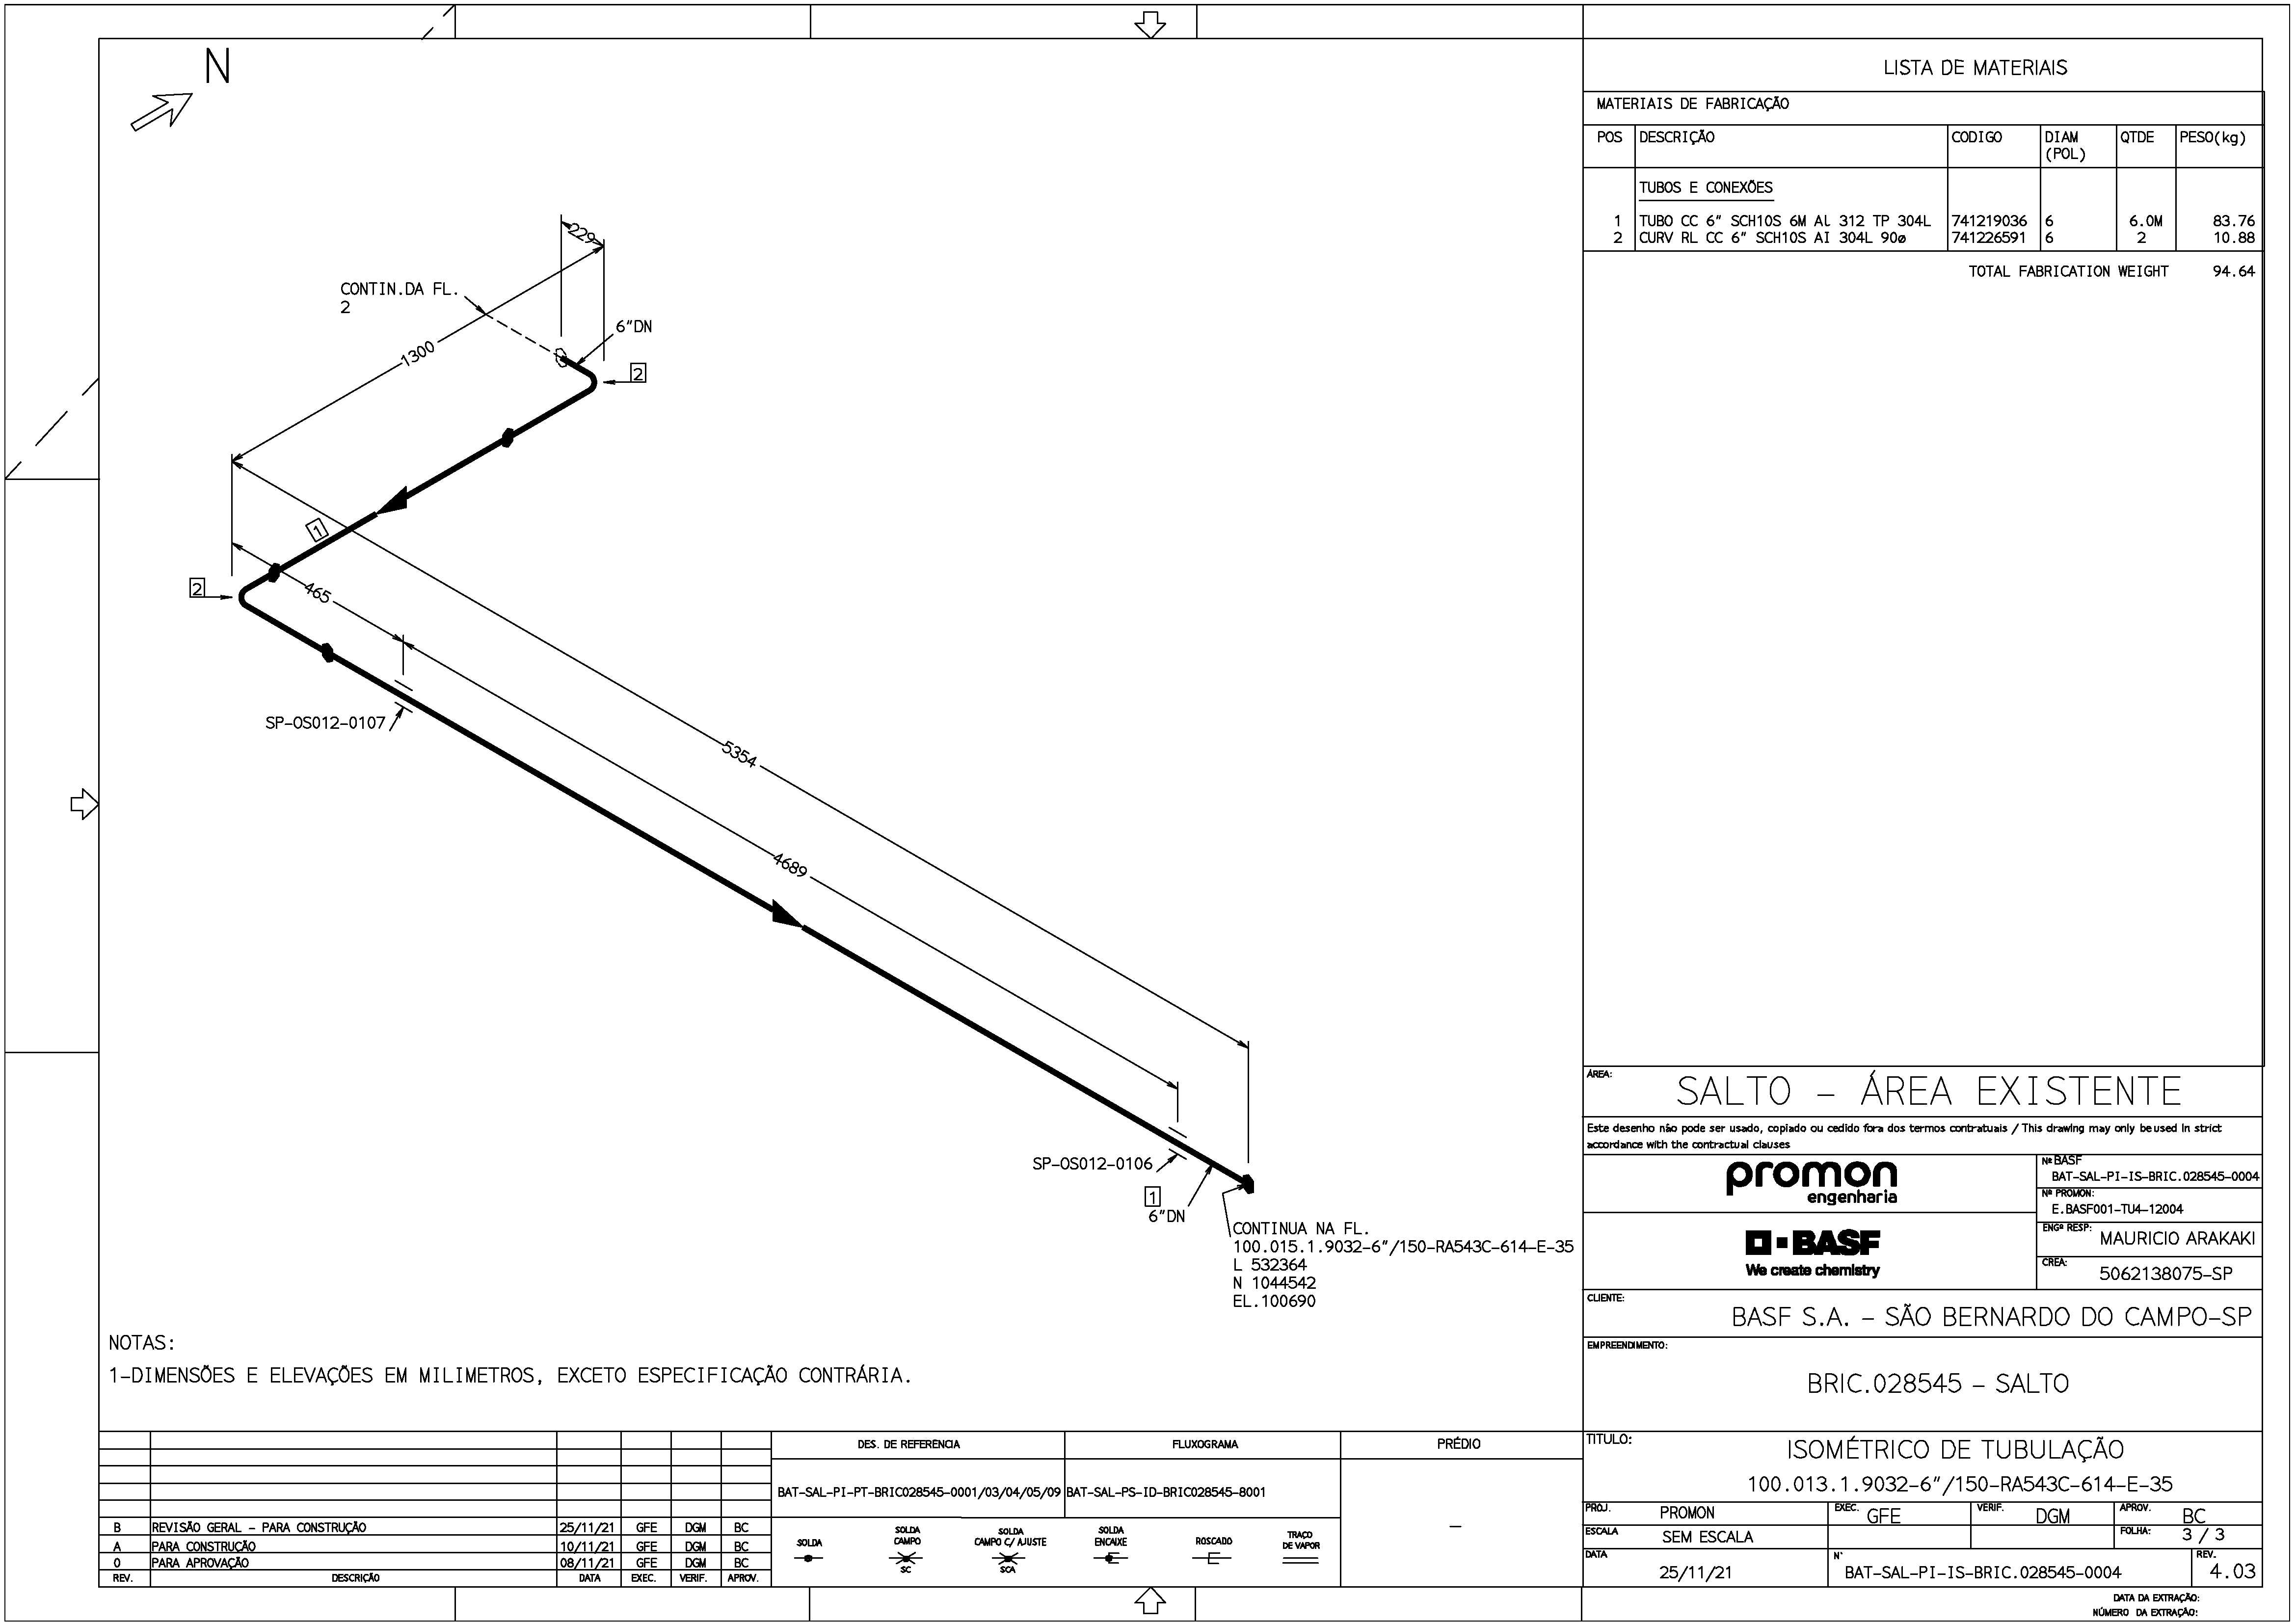 N
LISTA DE MATERIAIS
MATERIAIS DE FABRICAÇÃO
POS DESCRIÇÃO CODIGO DIAM (POL) QTDE PESO(kg)
TUBOS E CONEXÕES
1 TUBO CC 6" SCH10S 6M Al 312 TP 304L 741219036 6 6.0M 83.76
2 CURV RL CC 6" SCH10S AI 304L 90ø 741226591 6 2 10.88
TOTAL FABRICATION WEIGHT 94.64
229
CONTIN.DA FL.
2
6"DN
1300
2
1
2
465
SP-OS012-0107
5354
4689
SP-OS012-0106
1
6"DN
CONTINUA NA FL.
100.015.1.9032-6"/150-RA543C-614-E-35
L 532364
N 1044542
EL.100690
NOTAS:
1-DIMENSÕES E ELEVAÇÕES EM MILIMETROS, EXCETO ESPECIFICAÇÃO CONTRÁRIA.
ÁREA:
SALTO - ÁREA EXISTENTE
Este desenho não pode ser usado, copiado ou cedido fora dos termos contratuais / This drawing may only be used in strict
accordance with the contractual clauses
promon
engenharia
Nº BASF
BAT-SAL-PI-IS-BRIC.028545-0004
Nº PROMON:
E.BASF001-TU4-12004
BASF
We create chemistry
ENGº RESP:
MAURICIO ARAKAKI
CREA:
5062138075-SP
CLIENTE:
BASF S.A. - SÃO BERNARDO DO CAMPO-SP
EMPREENDIMENTO:
BRIC.028545 - SALTO
TITULO:
ISOMÉTRICO DE TUBULAÇÃO
100.013.1.9032-6"/150-RA543C-614-E-35
PROJ. PROMON EXEC. GFE VERIF. DGM APROV. BC
ESCALA SEM ESCALA FOLHA: 3 / 3
DATA 25/11/21 N° BAT-SAL-PI-IS-BRIC.028545-0004 REV. 4.03
DATA DA EXTRAÇÃO:
NÚMERO DA EXTRAÇÃO:
B REVISÃO GERAL - PARA CONSTRUÇÃO 25/11/21 GFE DGM BC
A PARA CONSTRUÇÃO 10/11/21 GFE DGM BC
0 PARA APROVAÇÃO 08/11/21 GFE DGM BC
REV. DESCRIÇÃO DATA EXEC. VERIF. APROV.
DES. DE REFERÊNCIA FLUXOGRAMA PRÉDIO
BAT-SAL-PI-PT-BRIC028545-0001/03/04/05/09 BAT-SAL-PS-ID-BRIC028545-8001
-
SOLDA
SOLDA CAMPO
SC
SOLDA CAMPO C/ AJUSTE
SCA
SOLDA ENCAIXE
ROSCADO
TRAÇO DE VAPOR